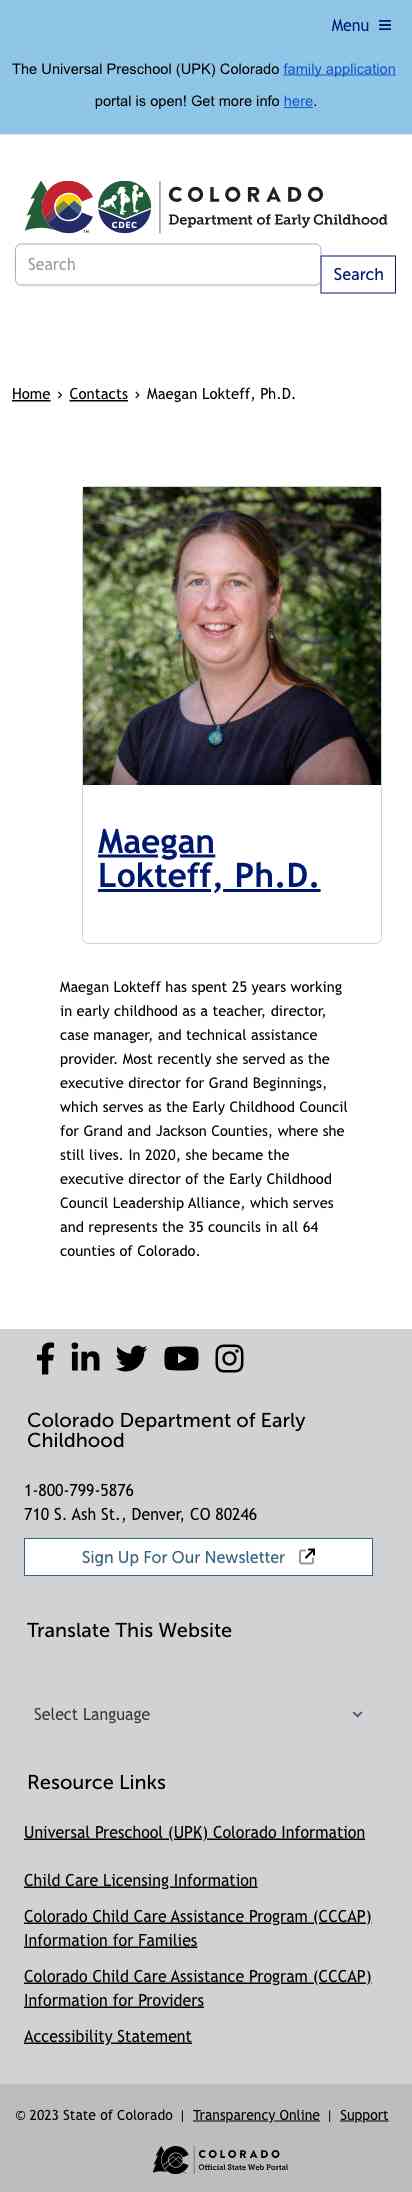 Menu
The Universal Preschool (UPK) Colorado family application
portal is open! Get more info here.
CDEC
TM
COLORADO
Department of Early Childhood
Search
Search
Home › Contacts › Maegan Lokteff, Ph.D.
Maegan
Lokteff, Ph.D.
Maegan Lokteff has spent 25 years working
in early childhood as a teacher, director,
case manager, and technical assistance
provider. Most recently she served as the
executive director for Grand Beginnings,
which serves as the Early Childhood Council
for Grand and Jackson Counties, where she
still lives. In 2020, she became the
executive director of the Early Childhood
Council Leadership Alliance, which serves
and represents the 35 councils in all 64
counties of Colorado.
Colorado Department of Early
Childhood
1-800-799-5876
710 S. Ash St., Denver, CO 80246
Sign Up For Our Newsletter
Translate This Website
Select Language
Resource Links
Universal Preschool (UPK) Colorado Information
Child Care Licensing Information
Colorado Child Care Assistance Program (CCCAP)
Information for Families
Colorado Child Care Assistance Program (CCCAP)
Information for Providers
Accessibility Statement
© 2023 State of Colorado | Transparency Online | Support
COLORADO
Official State Web Portal